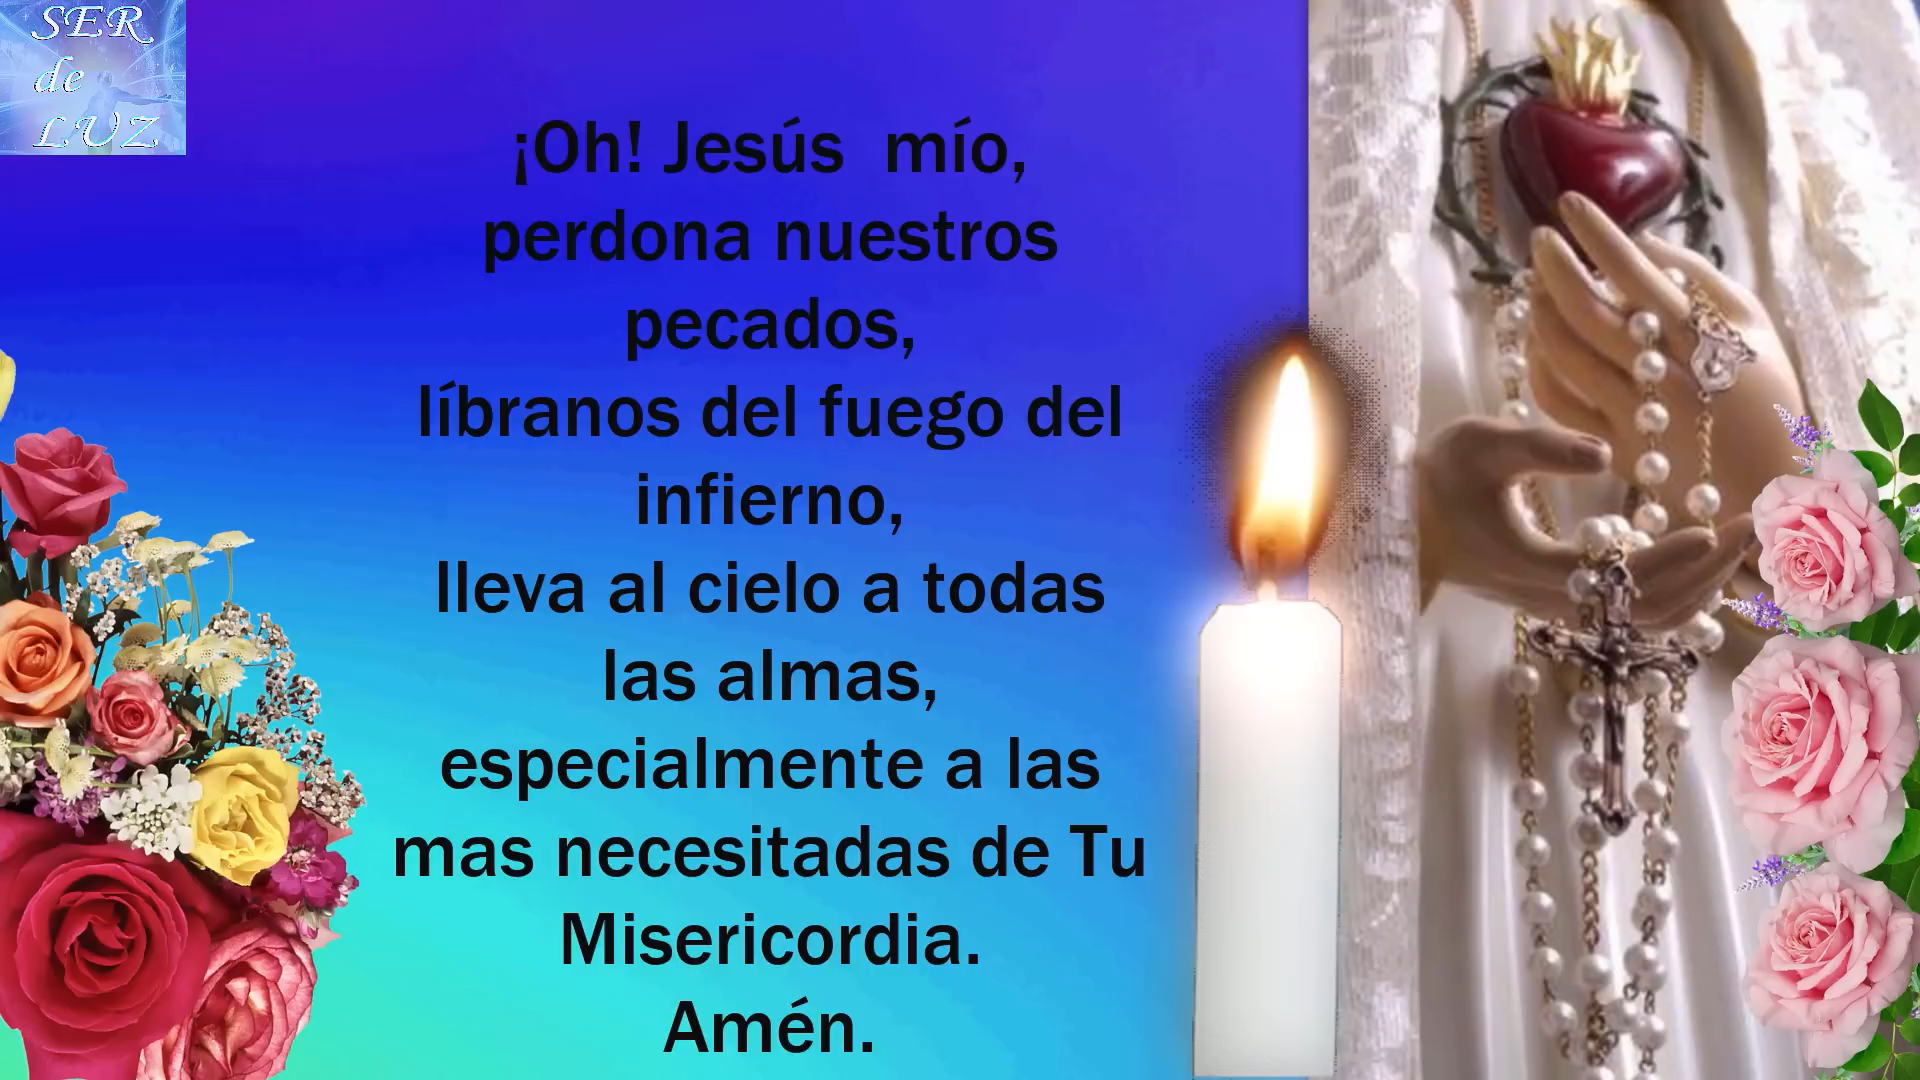 SER
de
LUZ
¡Oh! Jesús  mío,
perdona nuestros
pecados,
líbranos del fuego del
infierno,
lleva al cielo a todas
las almas,
especialmente a las
mas necesitadas de Tu
Misericordia.
Amén.